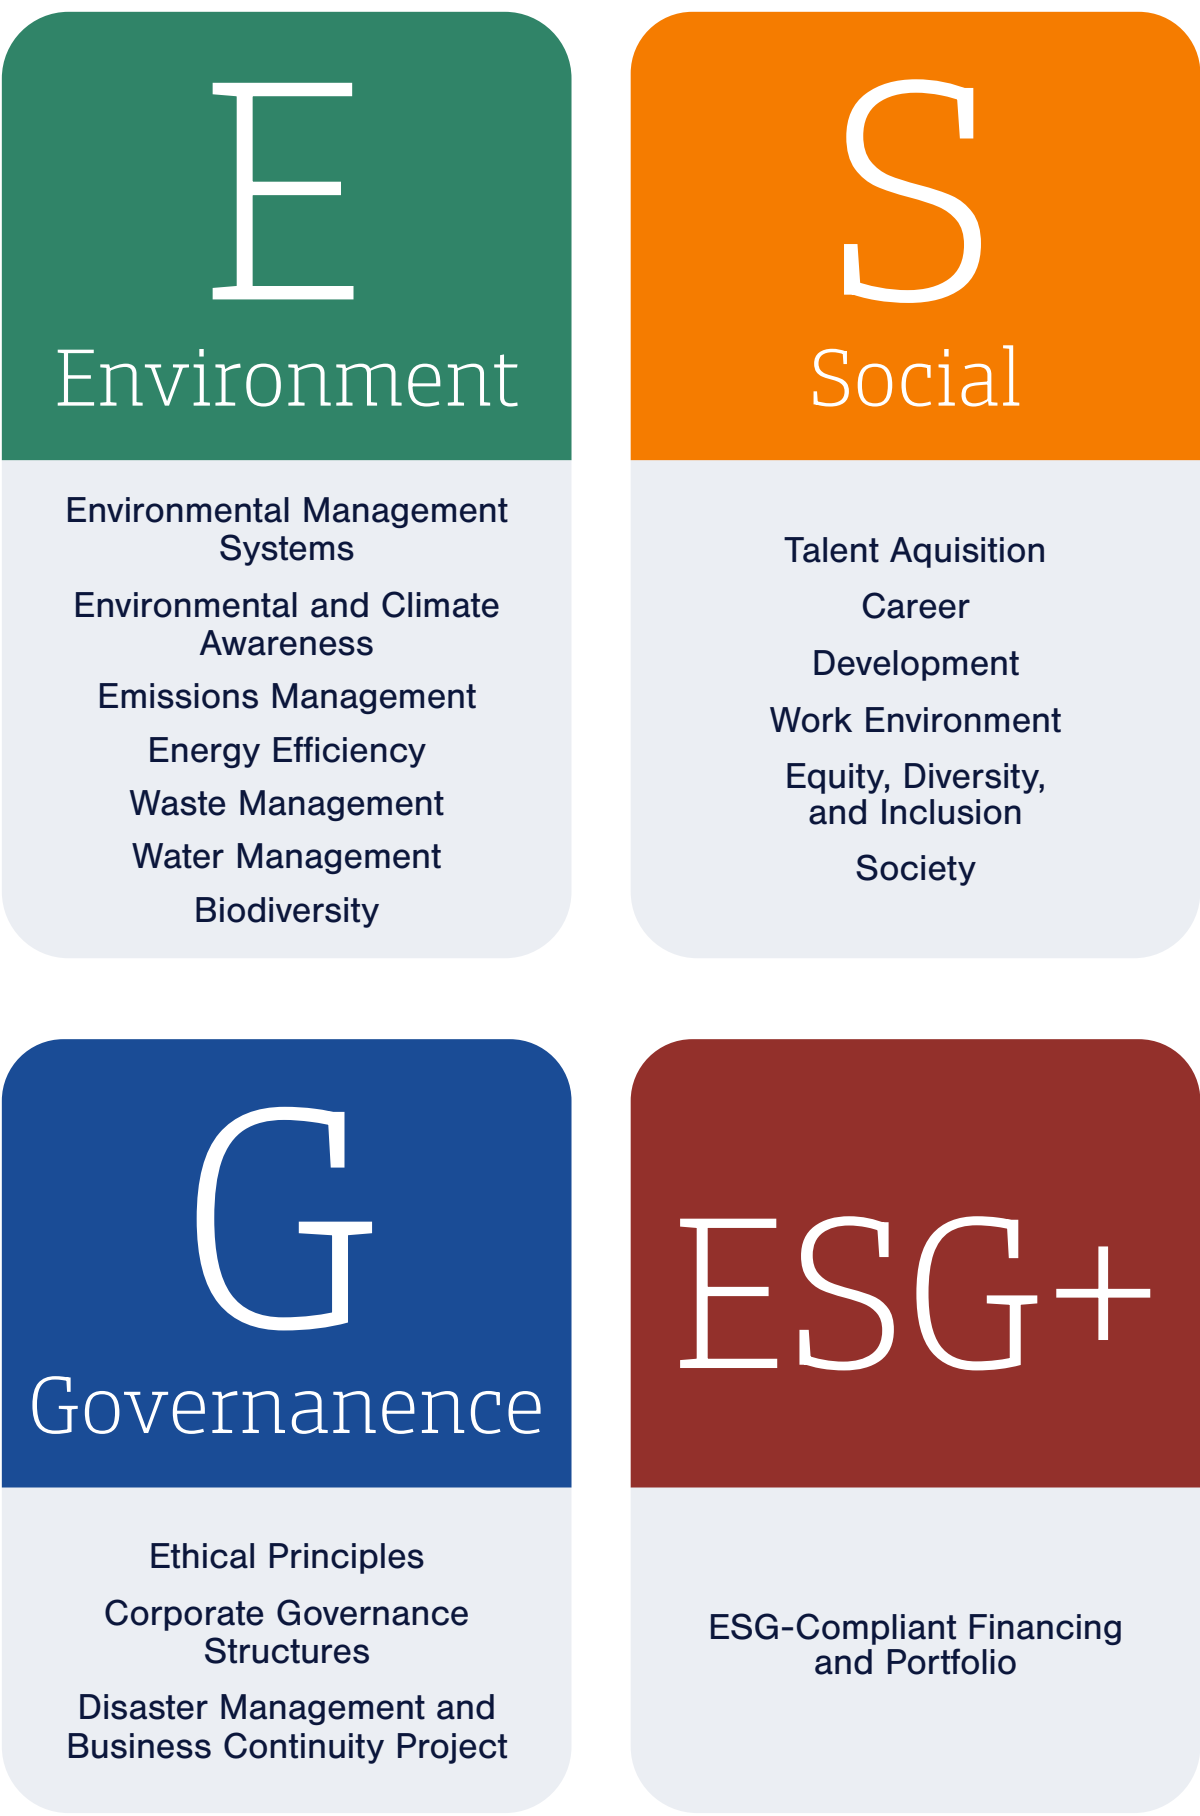 E
Environment
Environmental Management
Systems
Environmental and Climate
Awareness
Emissions Management
Energy Efficiency
Waste Management
Water Management
Biodiversity
S
Social
Talent Aquisition
Career
Development
Work Environment
Equity, Diversity,
and Inclusion
Society
G
Governanence
Ethical Principles
Corporate Governance
Structures
Disaster Management and
Business Continuity Project
ESG+
ESG-Compliant Financing
and Portfolio